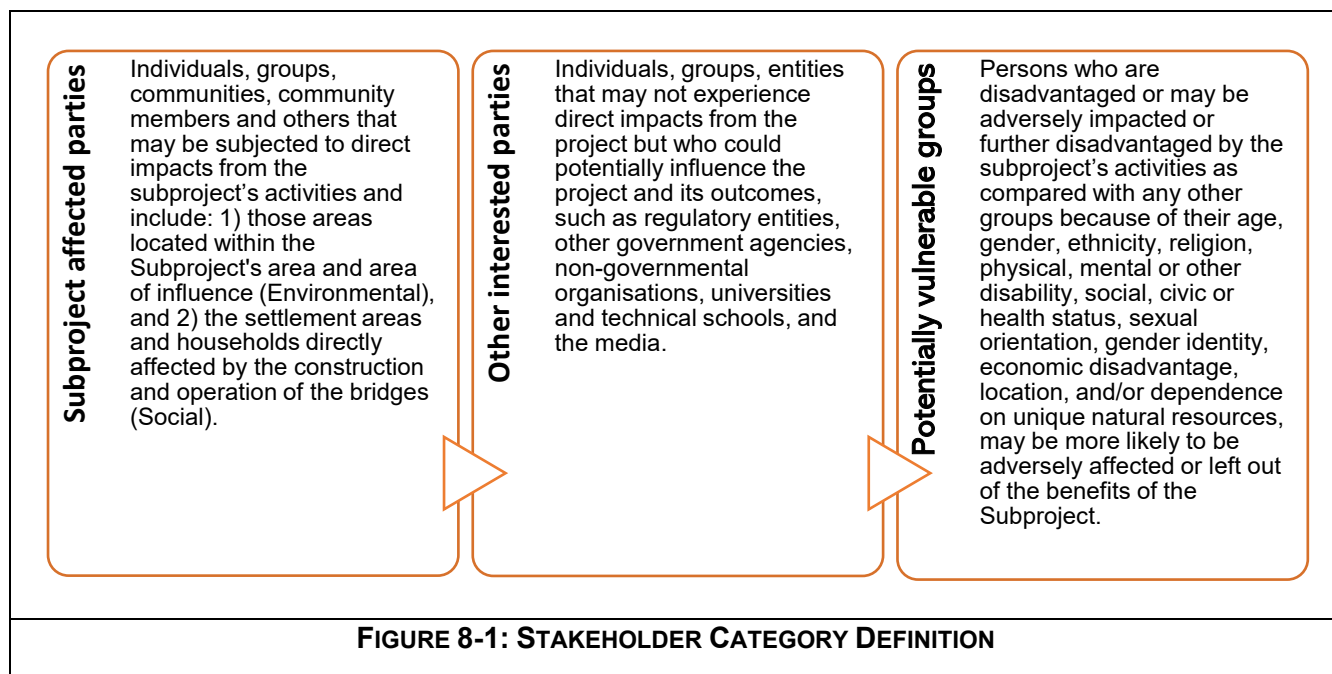 Subproject affected parties
Individuals, groups,
communities, community
members and others that
may be subjected to direct
impacts from the
subproject’s activities and
include: 1) those areas
located within the
Subproject's area and area
of influence (Environmental),
and 2) the settlement areas
and households directly
affected by the construction
and operation of the bridges
(Social).
Other interested parties
Individuals, groups, entities
that may not experience
direct impacts from the
project but who could
potentially influence the
project and its outcomes,
such as regulatory entities,
other government agencies,
non-governmental
organisations, universities
and technical schools, and
the media.
Potentially vulnerable groups
Persons who are
disadvantaged or may be
adversely impacted or
further disadvantaged by the
subproject’s activities as
compared with any other
groups because of their age,
gender, ethnicity, religion,
physical, mental or other
disability, social, civic or
health status, sexual
orientation, gender identity,
economic disadvantage,
location, and/or dependence
on unique natural resources,
may be more likely to be
adversely affected or left out
of the benefits of the
Subproject.
FIGURE 8-1: STAKEHOLDER CATEGORY DEFINITION